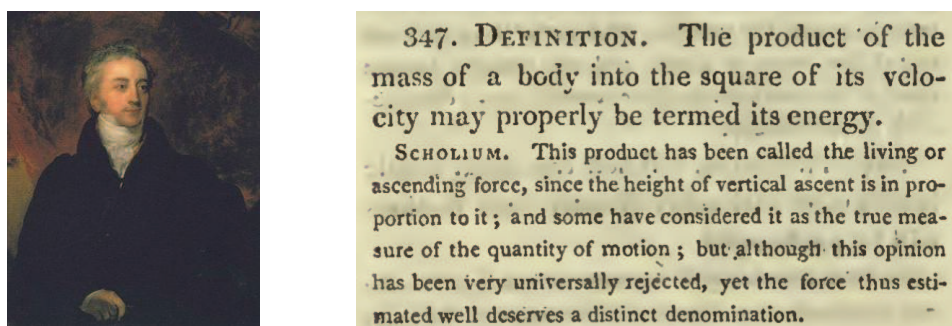 347. DEFINITION. The product of the
mass of a body into the square of its velo-
city may properly be termed its energy.
SCHOLIUM. This product has been called the living or
ascending force, since the height of vertical ascent is in pro-
portion to it; and some have considered it as the true mea-
sure of the quantity of motion; but although this opinion
has been very universally rejected, yet the force thus esti-
mated well deserves a distinct denomination.